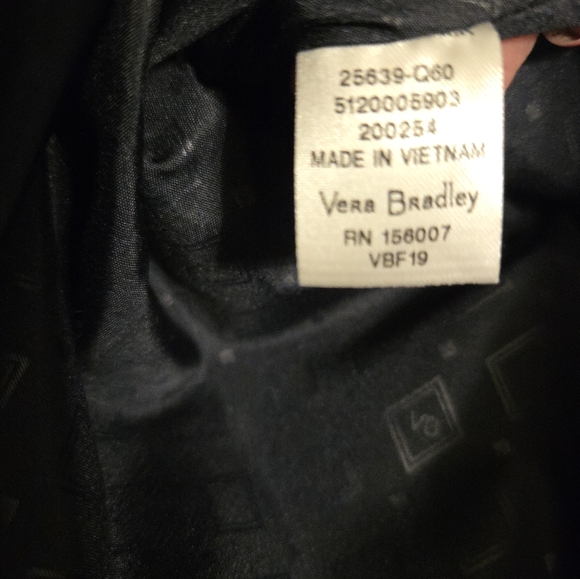 25639-Q60
5120005903
200254
MADE IN VIETNAM
Vera Bradley
RN 156007
VBF19